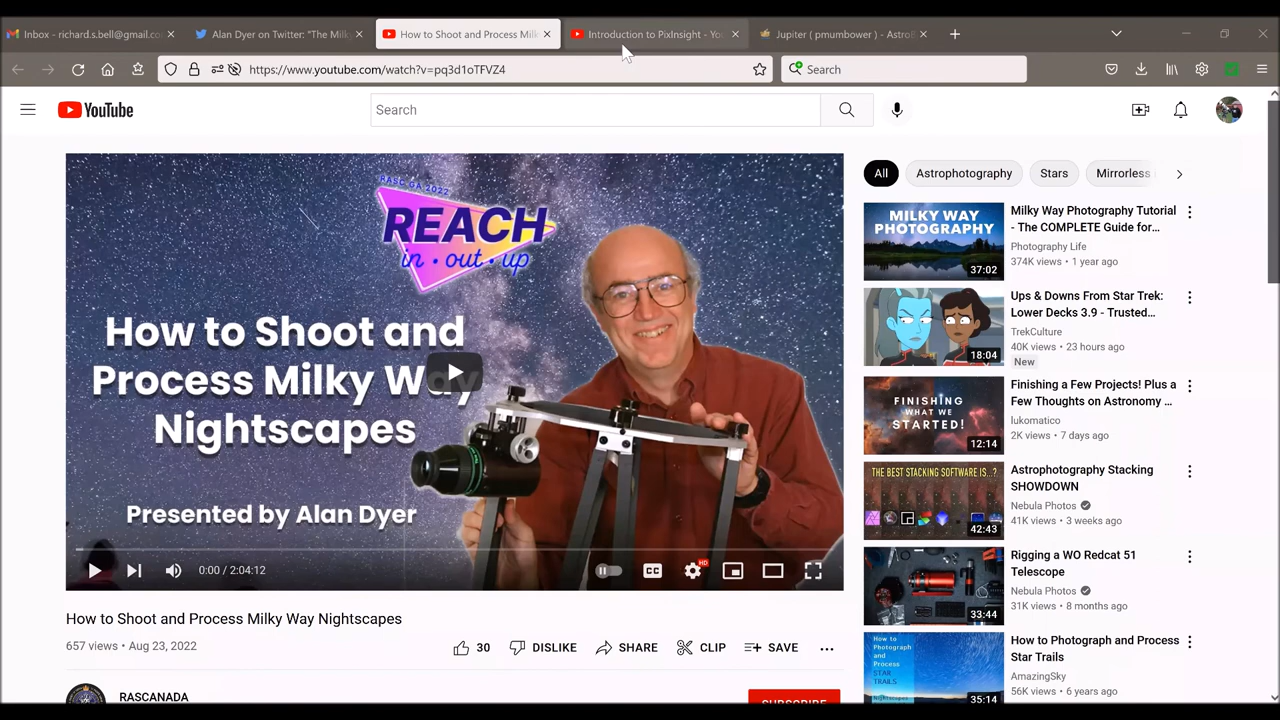 Inbox - richard.s.bell@gmail.co
Alan Dyer on Twitter: "The Milky
How to Shoot and Process Milk
Introduction to PixInsight - Yo
Jupiter ( pmumbower ) - AstroB
https://www.youtube.com/watch?v=pq3d1oTFVZ4
Search
YouTube
Search
RASC GA 2022
REACH
in • out • up
How to Shoot and
Process Milky Way
Nightscapes
Presented by Alan Dyer
0:00 / 2:04:12
CC
HD
How to Shoot and Process Milky Way Nightscapes
657 views • Aug 23, 2022
30
DISLIKE
SHARE
CLIP
SAVE
RASCANADA
SUBSCRIBE
All
Astrophotography
Stars
Mirrorless
MILKY WAY
PHOTOGRAPHY
37:02
Milky Way Photography Tutorial
- The COMPLETE Guide for...
Photography Life
374K views • 1 year ago
18:04
Ups & Downs From Star Trek:
Lower Decks 3.9 - Trusted...
TrekCulture
40K views • 23 hours ago
New
FINISHING
WHAT WE
STARTED!
12:14
Finishing a Few Projects! Plus a
Few Thoughts on Astronomy ...
lukomatico
2K views • 7 days ago
THE BEST STACKING SOFTWARE IS...?
42:43
Astrophotography Stacking
SHOWDOWN
Nebula Photos
41K views • 3 weeks ago
33:44
Rigging a WO Redcat 51
Telescope
Nebula Photos
31K views • 8 months ago
How to
Photograph
and
Process
STAR
TRAILS
35:14
How to Photograph and Process
Star Trails
AmazingSky
56K views • 6 years ago